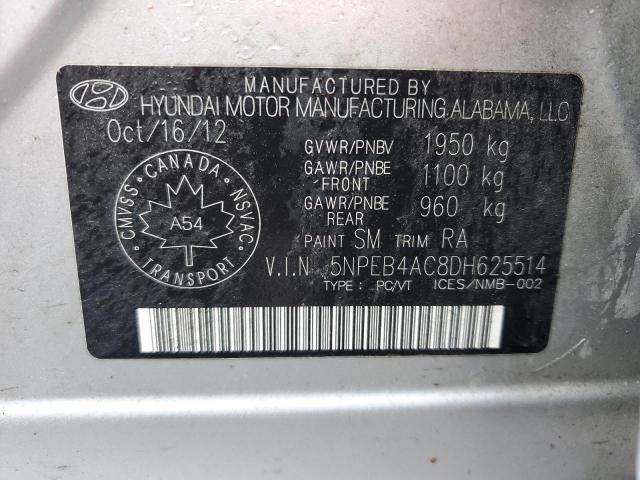 MANUFACTURED BY
HYUNDAI MOTOR MANUFACTURING ALABAMA, LLC
Oct/16/12
GVWR/PNBV 1950 kg
GAWR/PNBE FRONT 1100 kg
GAWR/PNBE REAR 960 kg
PAINT SM TRIM RA
V.I.N 5NPEB4AC8DH625514
TYPE : PC/VT ICES/NMB-002
CANADA
CMVSS NSVAC
A54
TRANSPORT